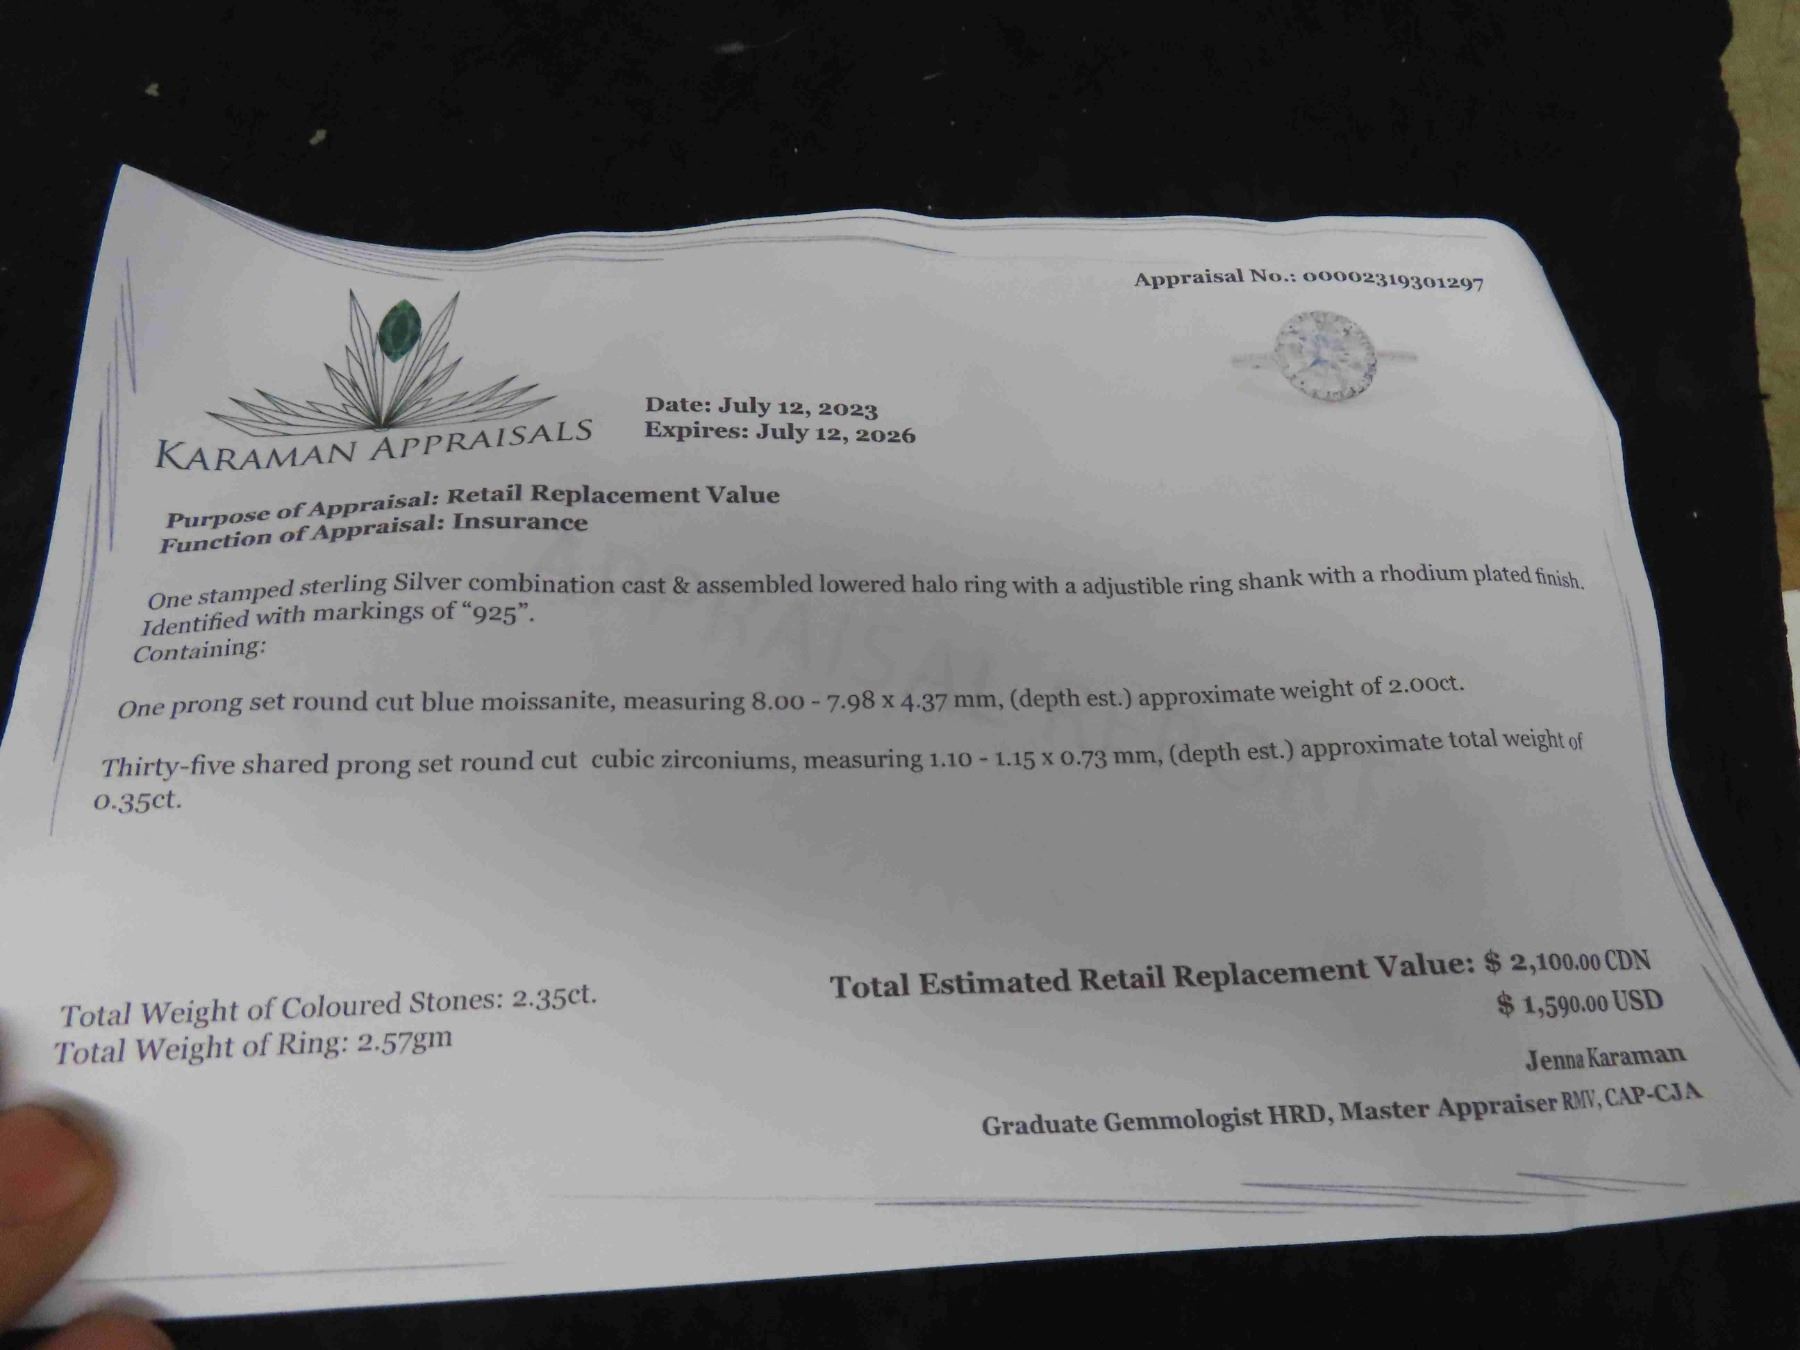 Appraisal No.: 00002319301297
KARAMAN APPRAISALS
Date: July 12, 2023
Expires: July 12, 2026
Purpose of Appraisal: Retail Replacement Value
Function of Appraisal: Insurance
One stamped sterling Silver combination cast & assembled lowered halo ring with a adjustible ring shank with a rhodium plated finish.
Identified with markings of “925”.
Containing:
One prong set round cut blue moissanite, measuring 8.00 - 7.98 x 4.37 mm, (depth est.) approximate weight of 2.00ct.
Thirty-five shared prong set round cut cubic zirconiums, measuring 1.10 - 1.15 x 0.73 mm, (depth est.) approximate total weight of
0.35ct.
APPRAISAL REPORT
Total Weight of Coloured Stones: 2.35ct.
Total Weight of Ring: 2.57gm
Total Estimated Retail Replacement Value: $ 2,100.00 CDN
$ 1,590.00 USD
Jenna Karaman
Graduate Gemmologist HRD, Master Appraiser RMV, CAP-CJA